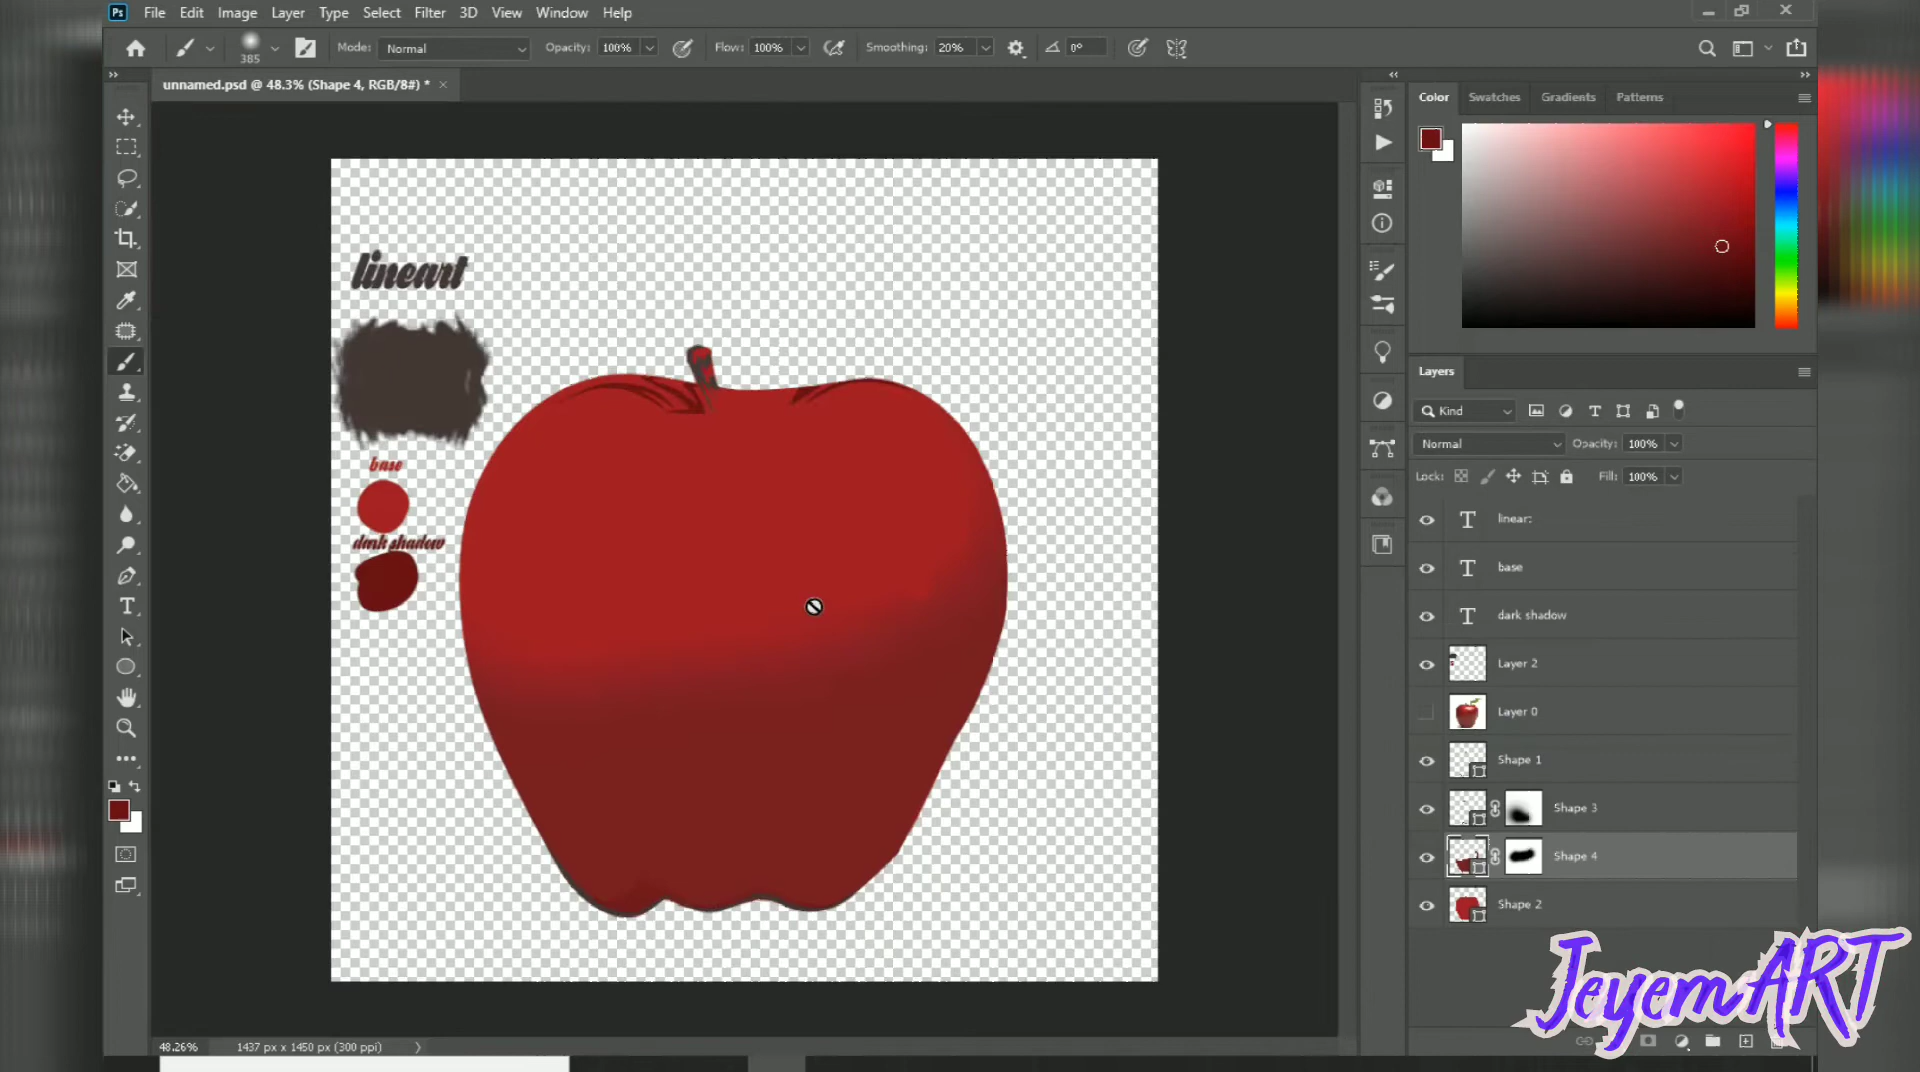 Ps File Edit Image Layer Type Select Filter 3D View Window Help
385 Mode: Normal Opacity: 100% Flow: 100% Smoothing: 20% 0°
unnamed.psd @ 48.3% (Shape 4, RGB/8#) * ×
Color Swatches Gradients Patterns
lineart
base
dark shadow
Layers
Kind
Normal Opacity: 100%
Lock: Fill: 100%
T linear:
T base
T dark shadow
Layer 2
Layer 0
Shape 1
Shape 3
Shape 4
Shape 2
JeyemART
48.26% 1437 px x 1450 px (300 ppi)